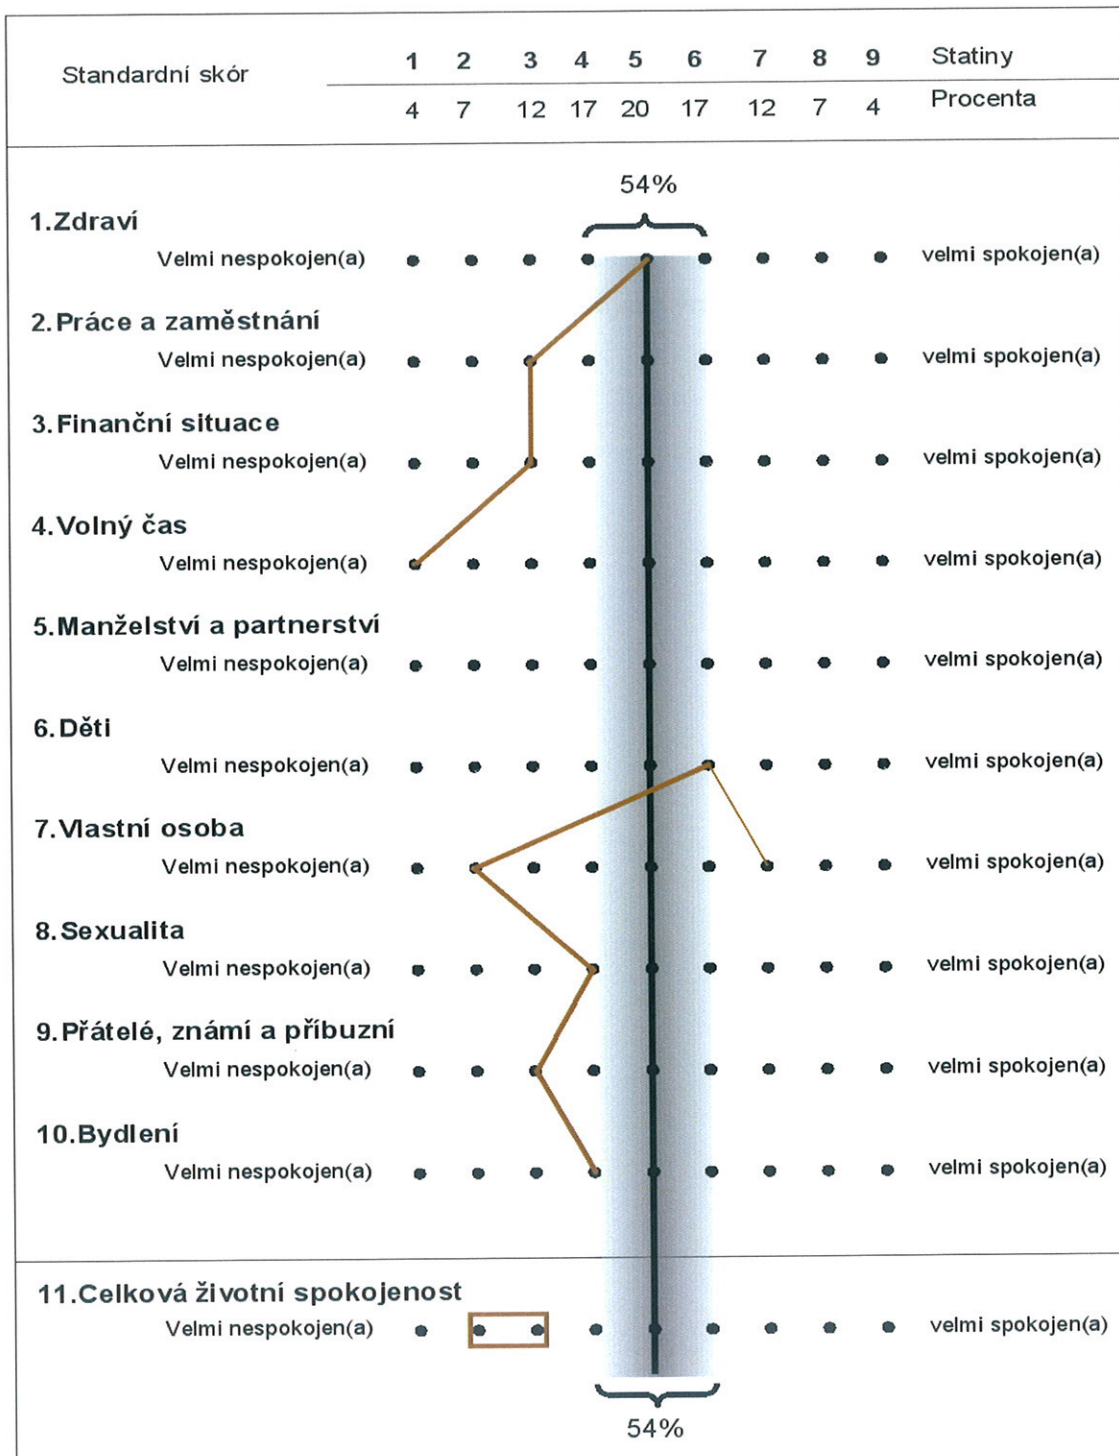 Standardní skór 1 2 3 4 5 6 7 8 9 Statiny
4 7 12 17 20 17 12 7 4 Procenta
54%
1.Zdraví
Velmi nespokojen(a) velmi spokojen(a)
2.Práce a zaměstnání
Velmi nespokojen(a) velmi spokojen(a)
3.Finanční situace
Velmi nespokojen(a) velmi spokojen(a)
4.Volný čas
Velmi nespokojen(a) velmi spokojen(a)
5.Manželství a partnerství
Velmi nespokojen(a) velmi spokojen(a)
6.Děti
Velmi nespokojen(a) velmi spokojen(a)
7.Vlastní osoba
Velmi nespokojen(a) velmi spokojen(a)
8.Sexualita
Velmi nespokojen(a) velmi spokojen(a)
9.Přátelé, známí a příbuzní
Velmi nespokojen(a) velmi spokojen(a)
10.Bydlení
Velmi nespokojen(a) velmi spokojen(a)
11.Celková životní spokojenost
Velmi nespokojen(a) velmi spokojen(a)
54%